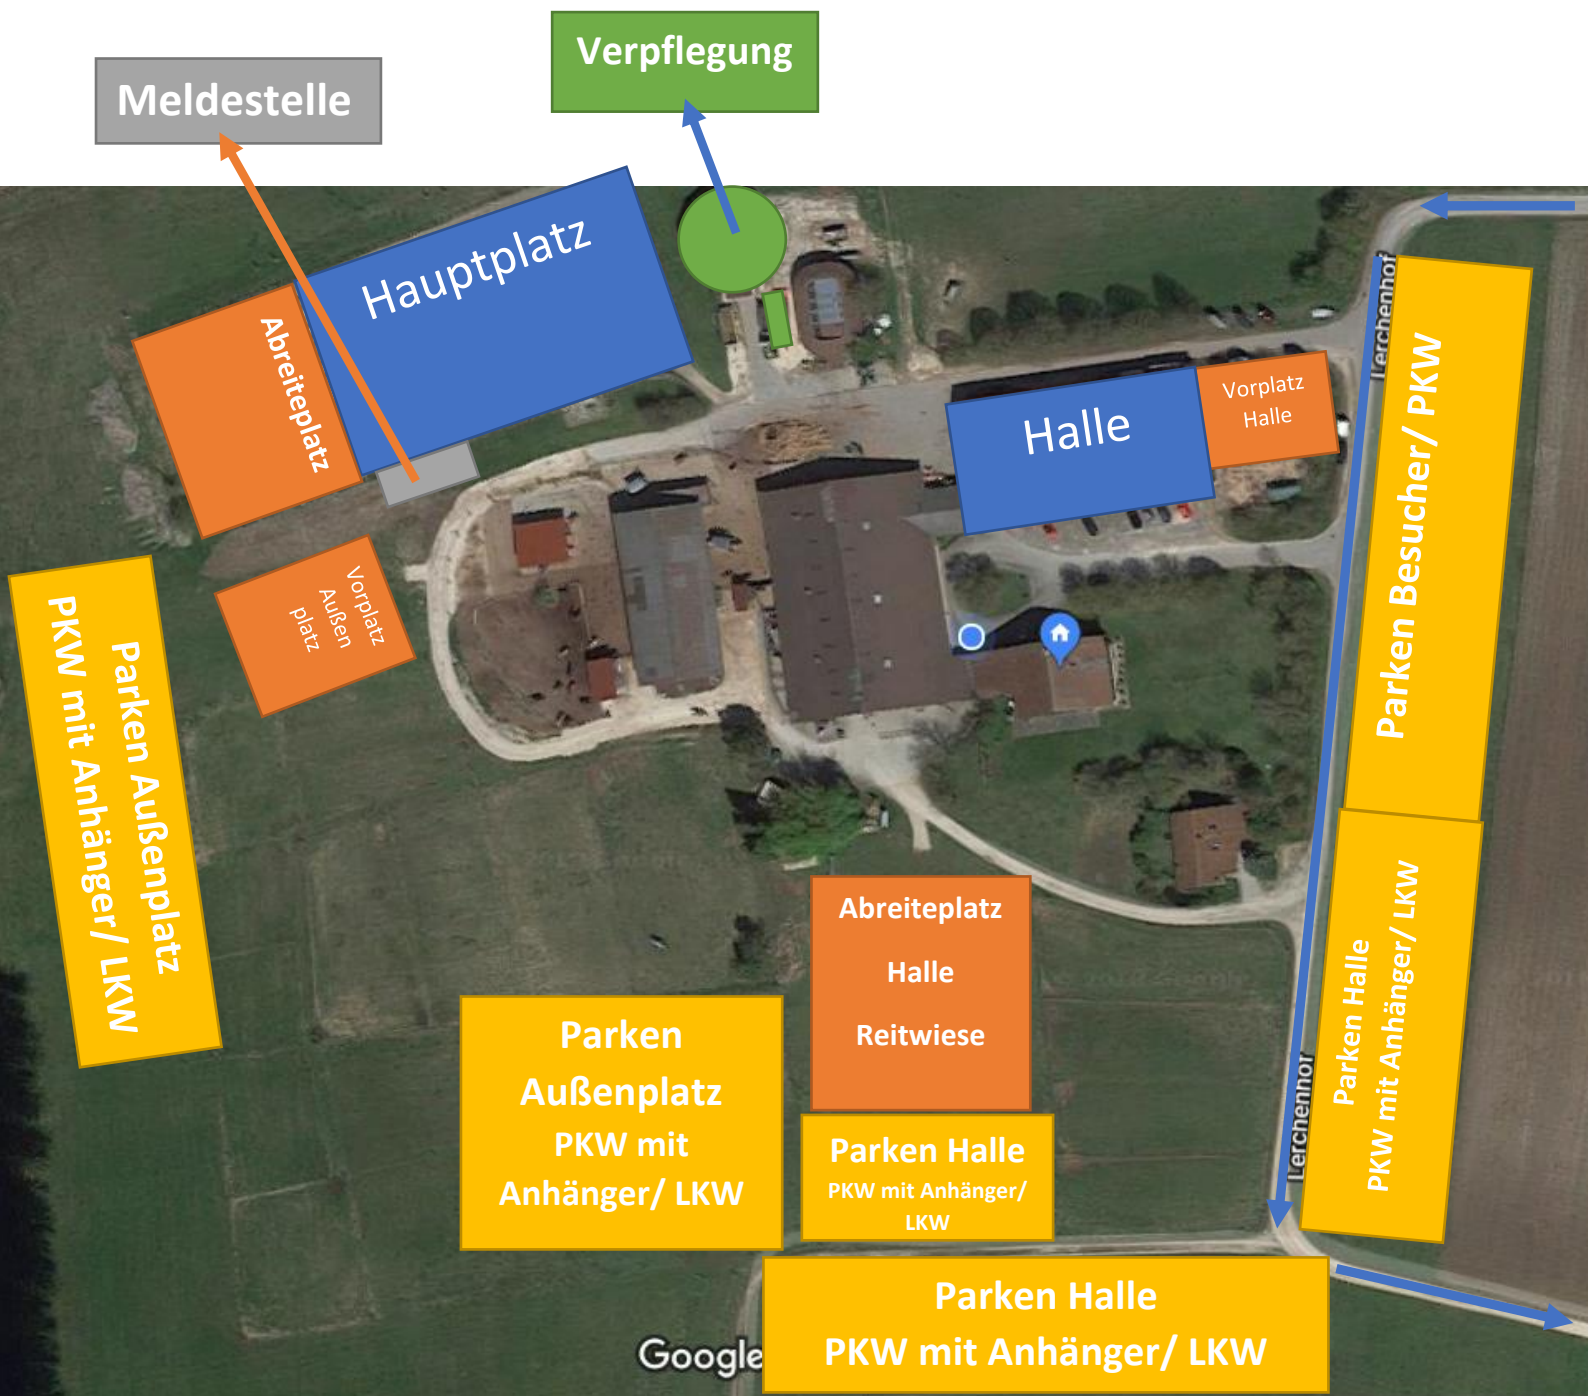 Verpflegung
Meldestelle
Hauptplatz
Abreiteplatz
Halle
Vorplatz
Halle
Lerchenhof
Parken Besucher/ PKW
Vorplatz
Außen
platz
Parken Außenplatz
PKW mit Anhänger/ LKW
Abreiteplatz
Halle
Reitwiese
Parken Halle
PKW mit Anhänger/ LKW
Parken
Außenplatz
PKW mit
Anhänger/ LKW
Parken Halle
PKW mit Anhänger/
LKW
Lerchenhof
Parken Halle
PKW mit Anhänger/ LKW
Google